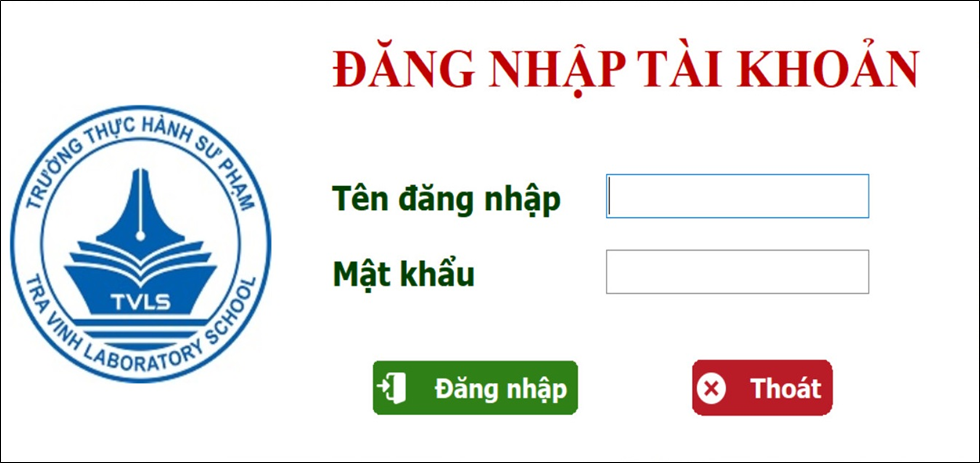 ĐĂNG NHẬP TÀI KHOẢN
TRƯỜNG THỰC HÀNH SƯ PHẠM
TVLS
TRA VINH LABORATORY SCHOOL
Tên đăng nhập
Mật khẩu
Đăng nhập
Thoát